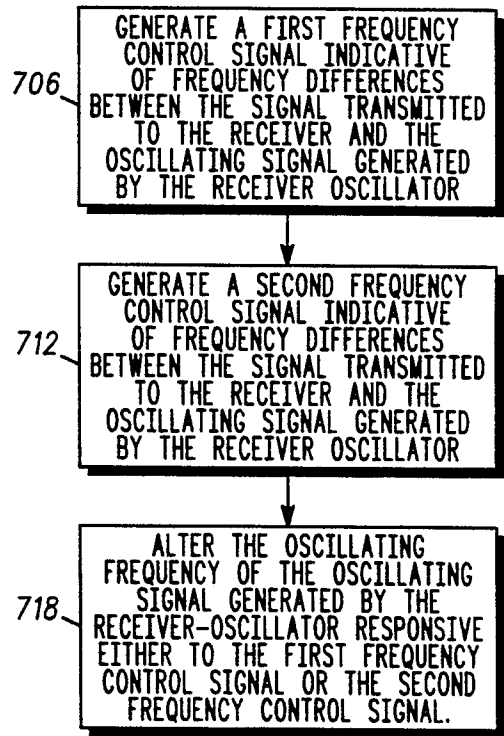 706
GENERATE A FIRST FREQUENCY
CONTROL SIGNAL INDICATIVE
OF FREQUENCY DIFFERENCES
BETWEEN THE SIGNAL TRANSMITTED
TO THE RECEIVER AND THE
OSCILLATING SIGNAL GENERATED
BY THE RECEIVER OSCILLATOR
712
GENERATE A SECOND FREQUENCY
CONTROL SIGNAL INDICATIVE
OF FREQUENCY DIFFERENCES
BETWEEN THE SIGNAL TRANSMITTED
TO THE RECEIVER AND THE
OSCILLATING SIGNAL GENERATED
BY THE RECEIVER OSCILLATOR
718
ALTER THE OSCILLATING
FREQUENCY OF THE OSCILLATING
SIGNAL GENERATED BY THE
RECEIVER-OSCILLATOR RESPONSIVE
EITHER TO THE FIRST FREQUENCY
CONTROL SIGNAL OR THE SECOND
FREQUENCY CONTROL SIGNAL.